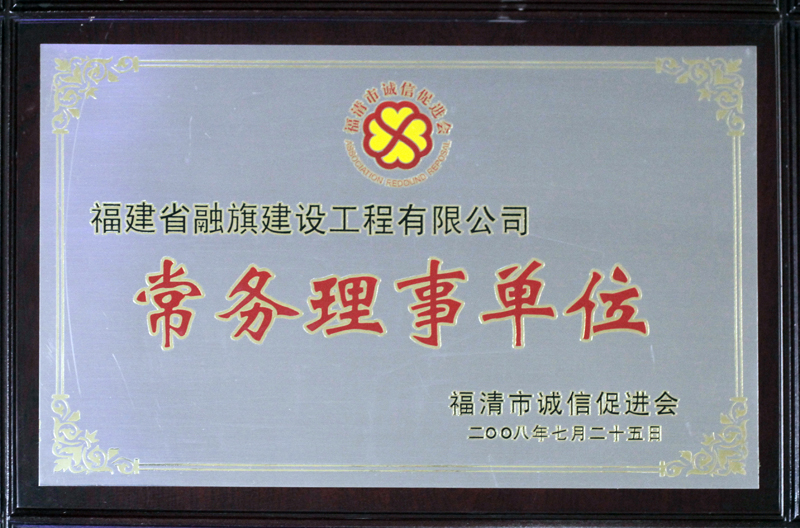 福清市诚信促进会
福建省融旗建设工程有限公司
常务理事单位
福清市诚信促进会
二〇〇八年七月二十五日